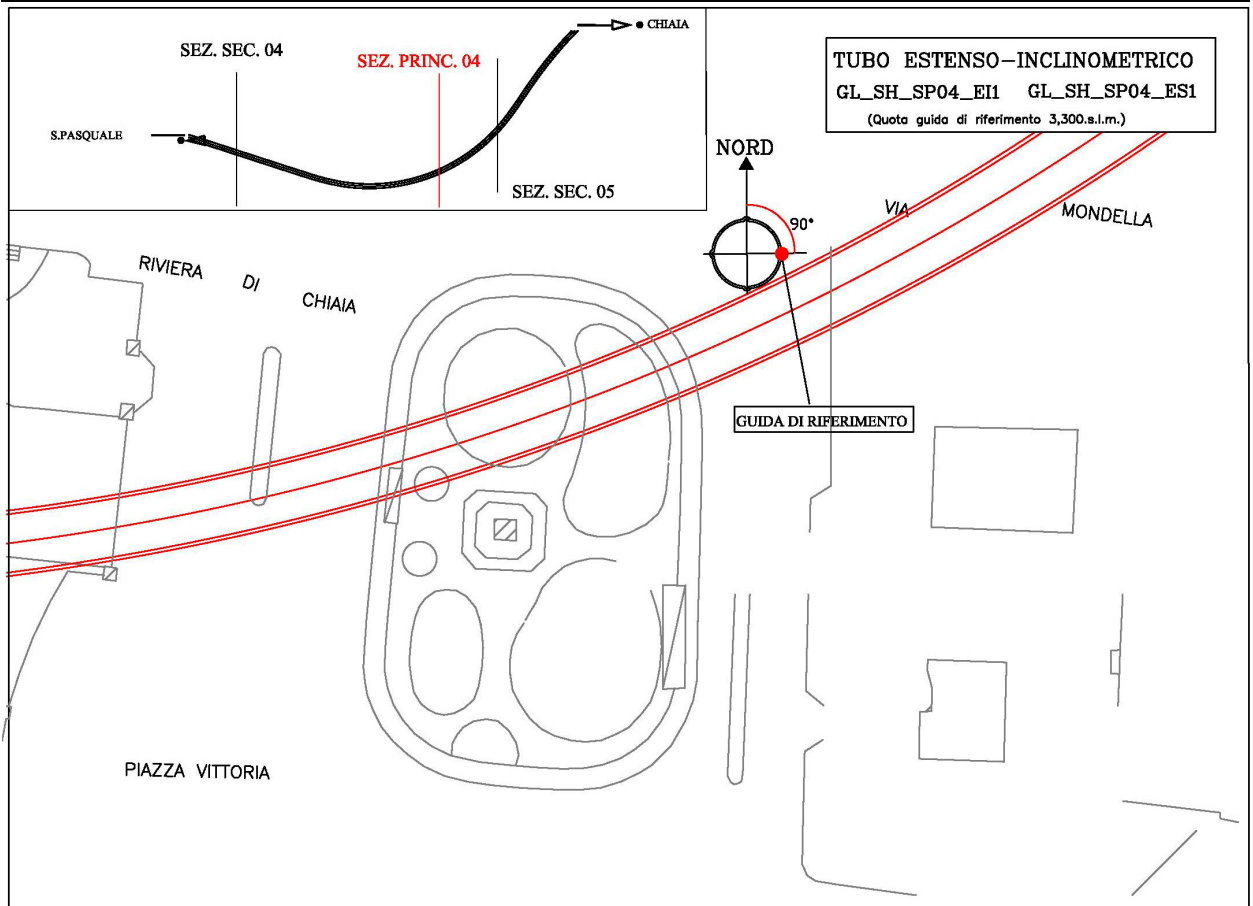 CHIAIA
SEZ. SEC. 04
SEZ. PRINC. 04
S.PASQUALE
SEZ. SEC. 05
TUBO ESTENSO-INCLINOMETRICO
GL_SH_SP04_EI1 GL_SH_SP04_ES1
(Quota guida di riferimento 3,300.s.l.m.)
NORD
90°
VIA MONDELLA
RIVIERA DI CHIAIA
GUIDA DI RIFERIMENTO
PIAZZA VITTORIA